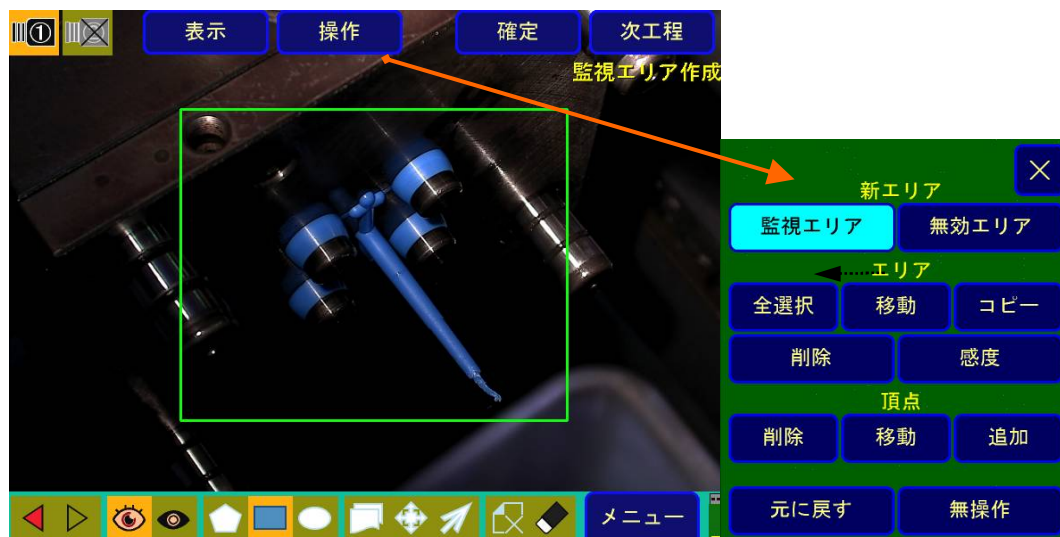 ①
表示
操作
確定
次工程
監視エリア作成
新エリア
監視エリア
無効エリア
エリア
全選択
移動
コピー
削除
感度
頂点
削除
移動
追加
元に戻す
無操作
メニュー